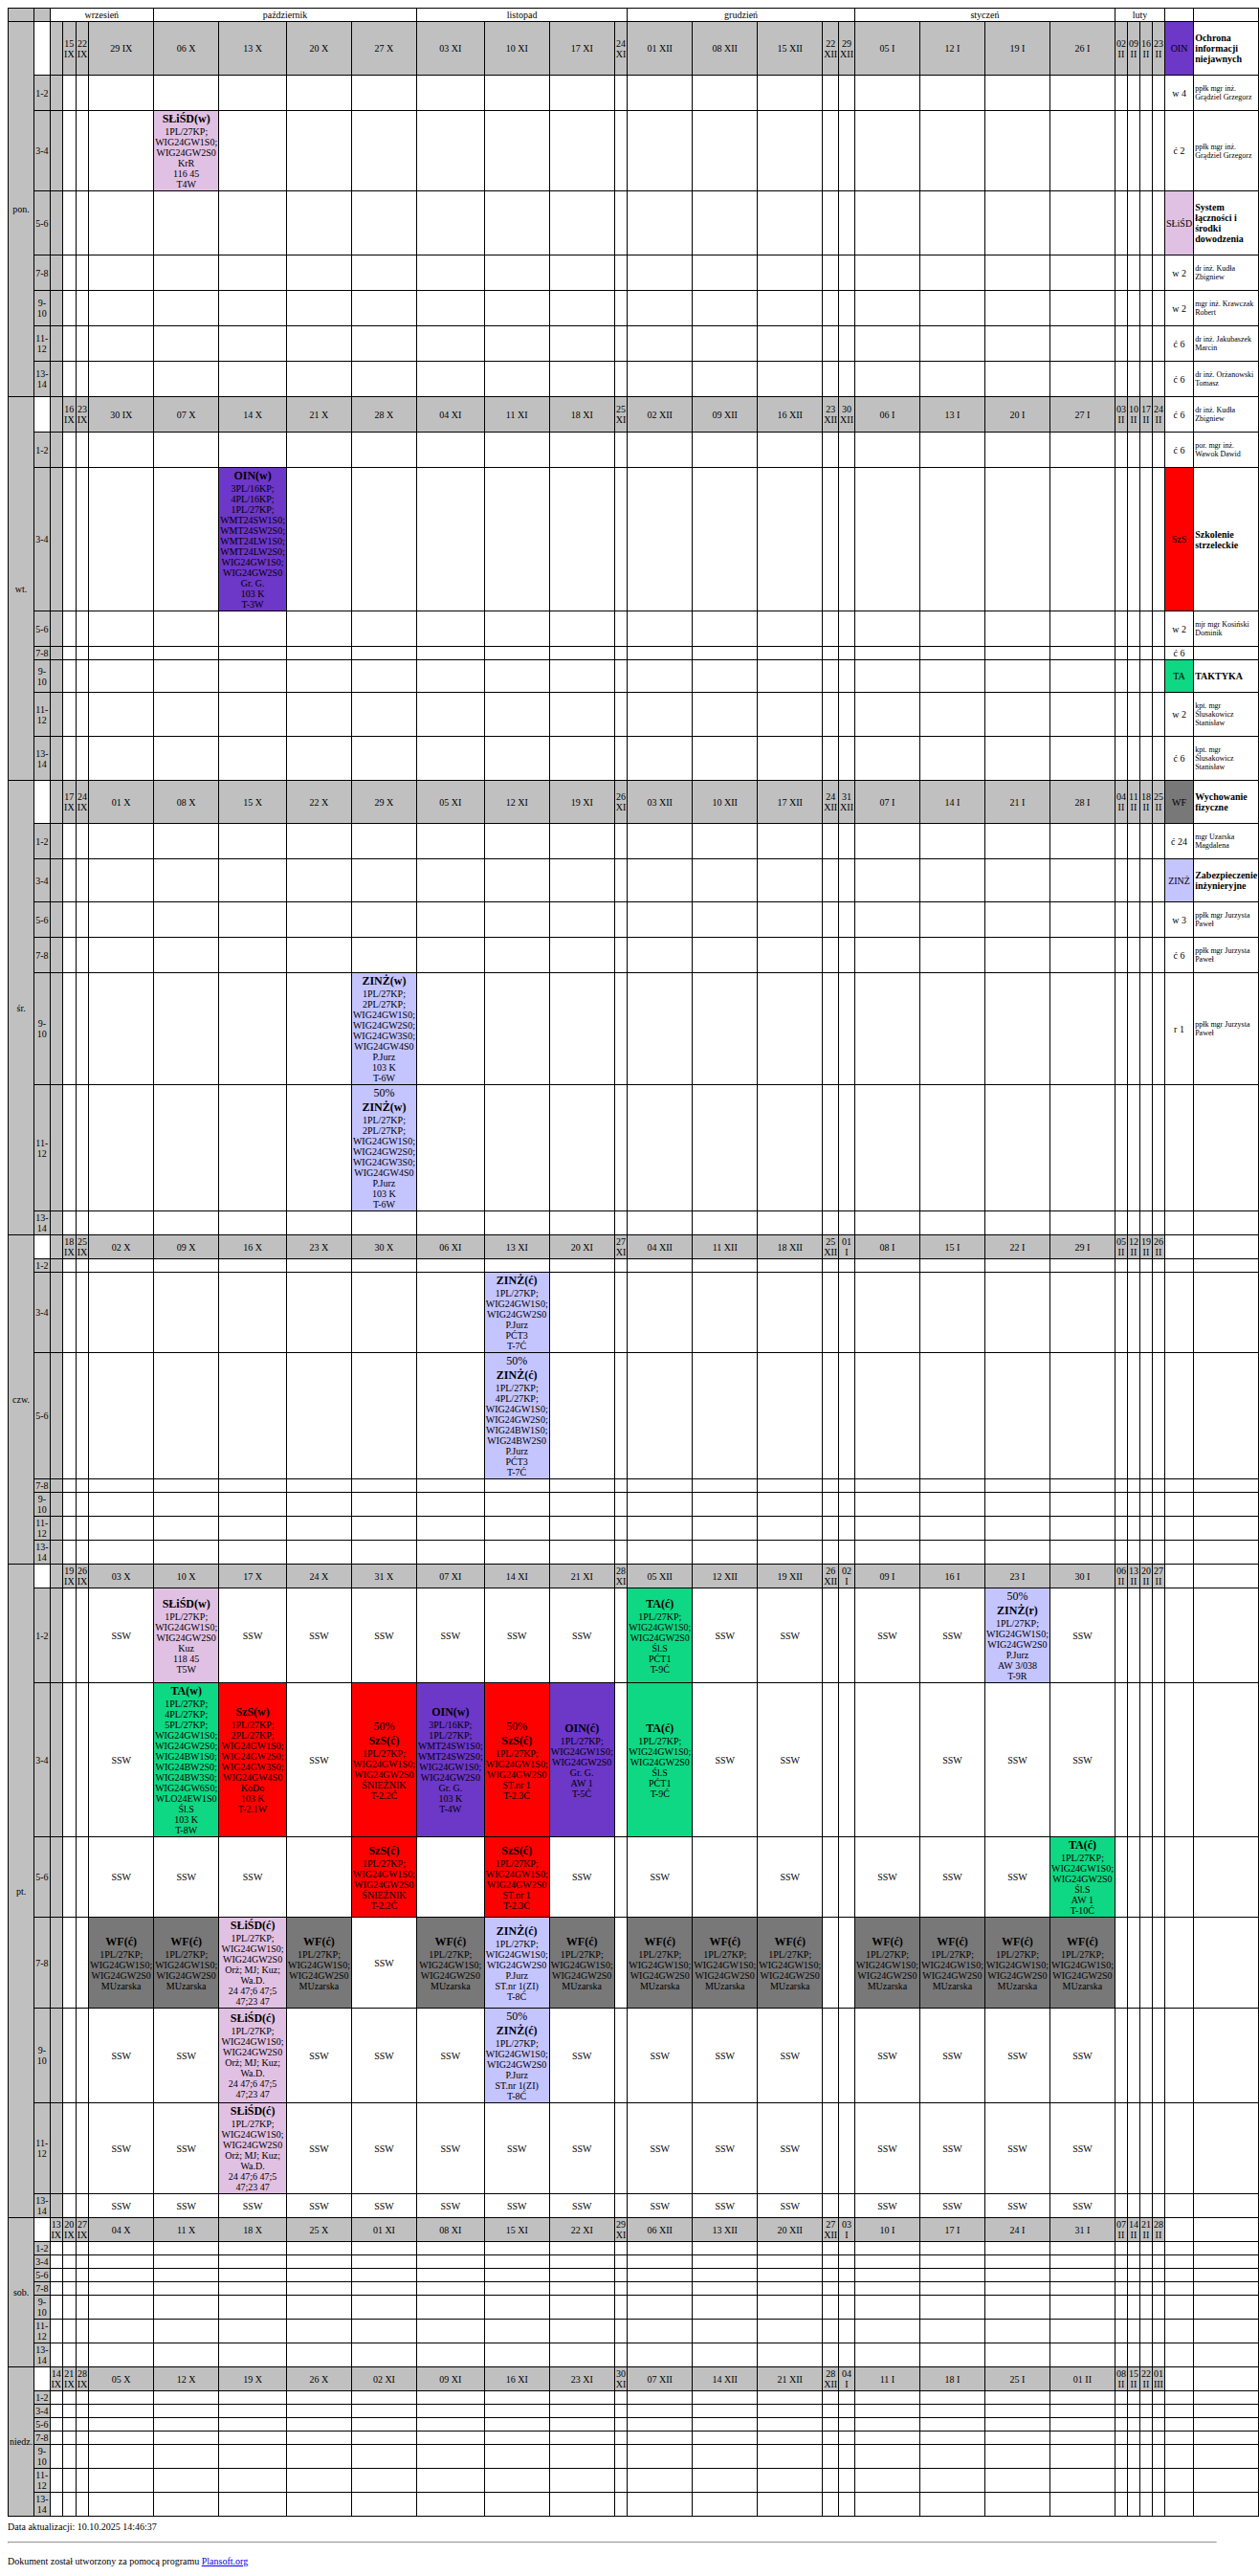 wrzesień październik listopad grudzień styczeń luty
pon.
15 IX 22 IX 29 IX 06 X 13 X 20 X 27 X 03 XI 10 XI 17 XI 24 XI 01 XII 08 XII 15 XII 22 XII 29 XII 05 I 12 I 19 I 26 I 02 II 09 II 16 II 23 II OIN Ochrona informacji niejawnych
1-2 w 4 ppłk mgr inż. Grądziel Grzegorz
3-4
SŁiŚD(w)
1PL/27KP;
WIG24GW1S0;
WIG24GW2S0
KrR
116 45
T4W
ć 2 ppłk mgr inż. Grądziel Grzegorz
5-6 SŁiŚD System łączności i środki dowodzenia
7-8 w 2 dr inż. Kudła Zbigniew
9-10 w 2 mgr inż. Krawczak Robert
11-12 ć 6 dr inż. Jakubaszek Marcin
13-14 ć 6 dr inż. Orżanowski Tomasz
wt.
16 IX 23 IX 30 IX 07 X 14 X 21 X 28 X 04 XI 11 XI 18 XI 25 XI 02 XII 09 XII 16 XII 23 XII 30 XII 06 I 13 I 20 I 27 I 03 II 10 II 17 II 24 II ć 6 dr inż. Kudła Zbigniew
1-2 ć 6 por. mgr inż. Wawok Dawid
3-4
OIN(w)
3PL/16KP;
4PL/16KP;
1PL/27KP;
WMT24SW1S0;
WMT24SW2S0;
WMT24LW1S0;
WMT24LW2S0;
WIG24GW1S0;
WIG24GW2S0
Gr. G.
103 K
T-3W
SzS Szkolenie strzeleckie
5-6 w 2 mjr mgr Kosiński Dominik
7-8 ć 6
9-10 TA TAKTYKA
11-12 w 2 kpt. mgr Ślusakowicz Stanisław
13-14 ć 6 kpt. mgr Ślusakowicz Stanisław
śr.
17 IX 24 IX 01 X 08 X 15 X 22 X 29 X 05 XI 12 XI 19 XI 26 XI 03 XII 10 XII 17 XII 24 XII 31 XII 07 I 14 I 21 I 28 I 04 II 11 II 18 II 25 II WF Wychowanie fizyczne
1-2 ć 24 mgr Uzarska Magdalena
3-4 ZINŻ Zabezpieczenie inżynieryjne
5-6 w 3 ppłk mgr Jurzysta Paweł
7-8 ć 6 ppłk mgr Jurzysta Paweł
9-10
ZINŻ(w)
1PL/27KP;
2PL/27KP;
WIG24GW1S0;
WIG24GW2S0;
WIG24GW3S0;
WIG24GW4S0
P.Jurz
103 K
T-6W
r 1 ppłk mgr Jurzysta Paweł
11-12
50%
ZINŻ(w)
1PL/27KP;
2PL/27KP;
WIG24GW1S0;
WIG24GW2S0;
WIG24GW3S0;
WIG24GW4S0
P.Jurz
103 K
T-6W
13-14
czw.
18 IX 25 IX 02 X 09 X 16 X 23 X 30 X 06 XI 13 XI 20 XI 27 XI 04 XII 11 XII 18 XII 25 XII 01 I 08 I 15 I 22 I 29 I 05 II 12 II 19 II 26 II
1-2
3-4
ZINŻ(ć)
1PL/27KP;
WIG24GW1S0;
WIG24GW2S0
P.Jurz
PĆT3
T-7Ć
5-6
50%
ZINŻ(ć)
1PL/27KP;
4PL/27KP;
WIG24GW1S0;
WIG24GW2S0;
WIG24BW1S0;
WIG24BW2S0
P.Jurz
PĆT3
T-7Ć
7-8
9-10
11-12
13-14
pt.
19 IX 26 IX 03 X 10 X 17 X 24 X 31 X 07 XI 14 XI 21 XI 28 XI 05 XII 12 XII 19 XII 26 XII 02 I 09 I 16 I 23 I 30 I 06 II 13 II 20 II 27 II
1-2
SSW
SŁiŚD(w)
1PL/27KP;
WIG24GW1S0;
WIG24GW2S0
Kuz
118 45
T5W
SSW SSW SSW SSW SSW SSW
TA(ć)
1PL/27KP;
WIG24GW1S0;
WIG24GW2S0
Śl.S
PĆT1
T-9Ć
SSW SSW SSW SSW
50%
ZINŻ(r)
1PL/27KP;
WIG24GW1S0;
WIG24GW2S0
P.Jurz
AW 3/038
T-9R
SSW
3-4
SSW
TA(w)
1PL/27KP;
4PL/27KP;
5PL/27KP;
WIG24GW1S0;
WIG24GW2S0;
WIG24BW1S0;
WIG24BW2S0;
WIG24BW3S0;
WIG24GW6S0;
WLO24EW1S0
Śl.S
103 K
T-8W
SzS(w)
1PL/27KP;
2PL/27KP;
WIG24GW1S0;
WIG24GW2S0;
WIG24GW3S0;
WIG24GW4S0
KoDo
103 K
T-2.1W
SSW
50%
SzS(ć)
1PL/27KP;
WIG24GW1S0;
WIG24GW2S0
ŚNIEŻNIK
T-2.2Ć
OIN(w)
3PL/16KP;
1PL/27KP;
WMT24SW1S0;
WMT24SW2S0;
WIG24GW1S0;
WIG24GW2S0
Gr. G.
103 K
T-4W
50%
SzS(ć)
1PL/27KP;
WIG24GW1S0;
WIG24GW2S0
ST.nr 1
T-2.3Ć
OIN(ć)
1PL/27KP;
WIG24GW1S0;
WIG24GW2S0
Gr. G.
AW 1
T-5Ć
TA(ć)
1PL/27KP;
WIG24GW1S0;
WIG24GW2S0
Śl.S
PĆT1
T-9Ć
SSW SSW SSW SSW SSW
5-6
SSW SSW SSW
SzS(ć)
1PL/27KP;
WIG24GW1S0;
WIG24GW2S0
ŚNIEŻNIK
T-2.2Ć
SzS(ć)
1PL/27KP;
WIG24GW1S0;
WIG24GW2S0
ST.nr 1
T-2.3Ć
SSW SSW SSW SSW SSW SSW
TA(ć)
1PL/27KP;
WIG24GW1S0;
WIG24GW2S0
Śl.S
AW 1
T-10Ć
7-8
WF(ć)
1PL/27KP;
WIG24GW1S0;
WIG24GW2S0
MUzarska
WF(ć)
1PL/27KP;
WIG24GW1S0;
WIG24GW2S0
MUzarska
SŁiŚD(ć)
1PL/27KP;
WIG24GW1S0;
WIG24GW2S0
Orż; MJ; Kuz;
Wa.D.
24 47;6 47;5
47;23 47
WF(ć)
1PL/27KP;
WIG24GW1S0;
WIG24GW2S0
MUzarska
SSW
WF(ć)
1PL/27KP;
WIG24GW1S0;
WIG24GW2S0
MUzarska
ZINŻ(ć)
1PL/27KP;
WIG24GW1S0;
WIG24GW2S0
P.Jurz
ST.nr 1(ZI)
T-8Ć
WF(ć)
1PL/27KP;
WIG24GW1S0;
WIG24GW2S0
MUzarska
WF(ć)
1PL/27KP;
WIG24GW1S0;
WIG24GW2S0
MUzarska
WF(ć)
1PL/27KP;
WIG24GW1S0;
WIG24GW2S0
MUzarska
WF(ć)
1PL/27KP;
WIG24GW1S0;
WIG24GW2S0
MUzarska
WF(ć)
1PL/27KP;
WIG24GW1S0;
WIG24GW2S0
MUzarska
WF(ć)
1PL/27KP;
WIG24GW1S0;
WIG24GW2S0
MUzarska
WF(ć)
1PL/27KP;
WIG24GW1S0;
WIG24GW2S0
MUzarska
WF(ć)
1PL/27KP;
WIG24GW1S0;
WIG24GW2S0
MUzarska
9-10
SSW SSW
SŁiŚD(ć)
1PL/27KP;
WIG24GW1S0;
WIG24GW2S0
Orż; MJ; Kuz;
Wa.D.
24 47;6 47;5
47;23 47
SSW SSW SSW
50%
ZINŻ(ć)
1PL/27KP;
WIG24GW1S0;
WIG24GW2S0
P.Jurz
ST.nr 1(ZI)
T-8Ć
SSW SSW SSW SSW SSW SSW SSW SSW
11-12
SSW SSW
SŁiŚD(ć)
1PL/27KP;
WIG24GW1S0;
WIG24GW2S0
Orż; MJ; Kuz;
Wa.D.
24 47;6 47;5
47;23 47
SSW SSW SSW SSW SSW SSW SSW SSW SSW SSW SSW SSW
13-14 SSW SSW SSW SSW SSW SSW SSW SSW SSW SSW SSW SSW SSW SSW SSW
sob.
13 IX 20 IX 27 IX 04 X 11 X 18 X 25 X 01 XI 08 XI 15 XI 22 XI 29 XI 06 XII 13 XII 20 XII 27 XII 03 I 10 I 17 I 24 I 31 I 07 II 14 II 21 II 28 II
1-2
3-4
5-6
7-8
9-10
11-12
13-14
niedz.
14 IX 21 IX 28 IX 05 X 12 X 19 X 26 X 02 XI 09 XI 16 XI 23 XI 30 XI 07 XII 14 XII 21 XII 28 XII 04 I 11 I 18 I 25 I 01 II 08 II 15 II 22 II 01 III
1-2
3-4
5-6
7-8
9-10
11-12
13-14
Data aktualizacji: 10.10.2025 14:46:37
Dokument został utworzony za pomocą programu Plansoft.org